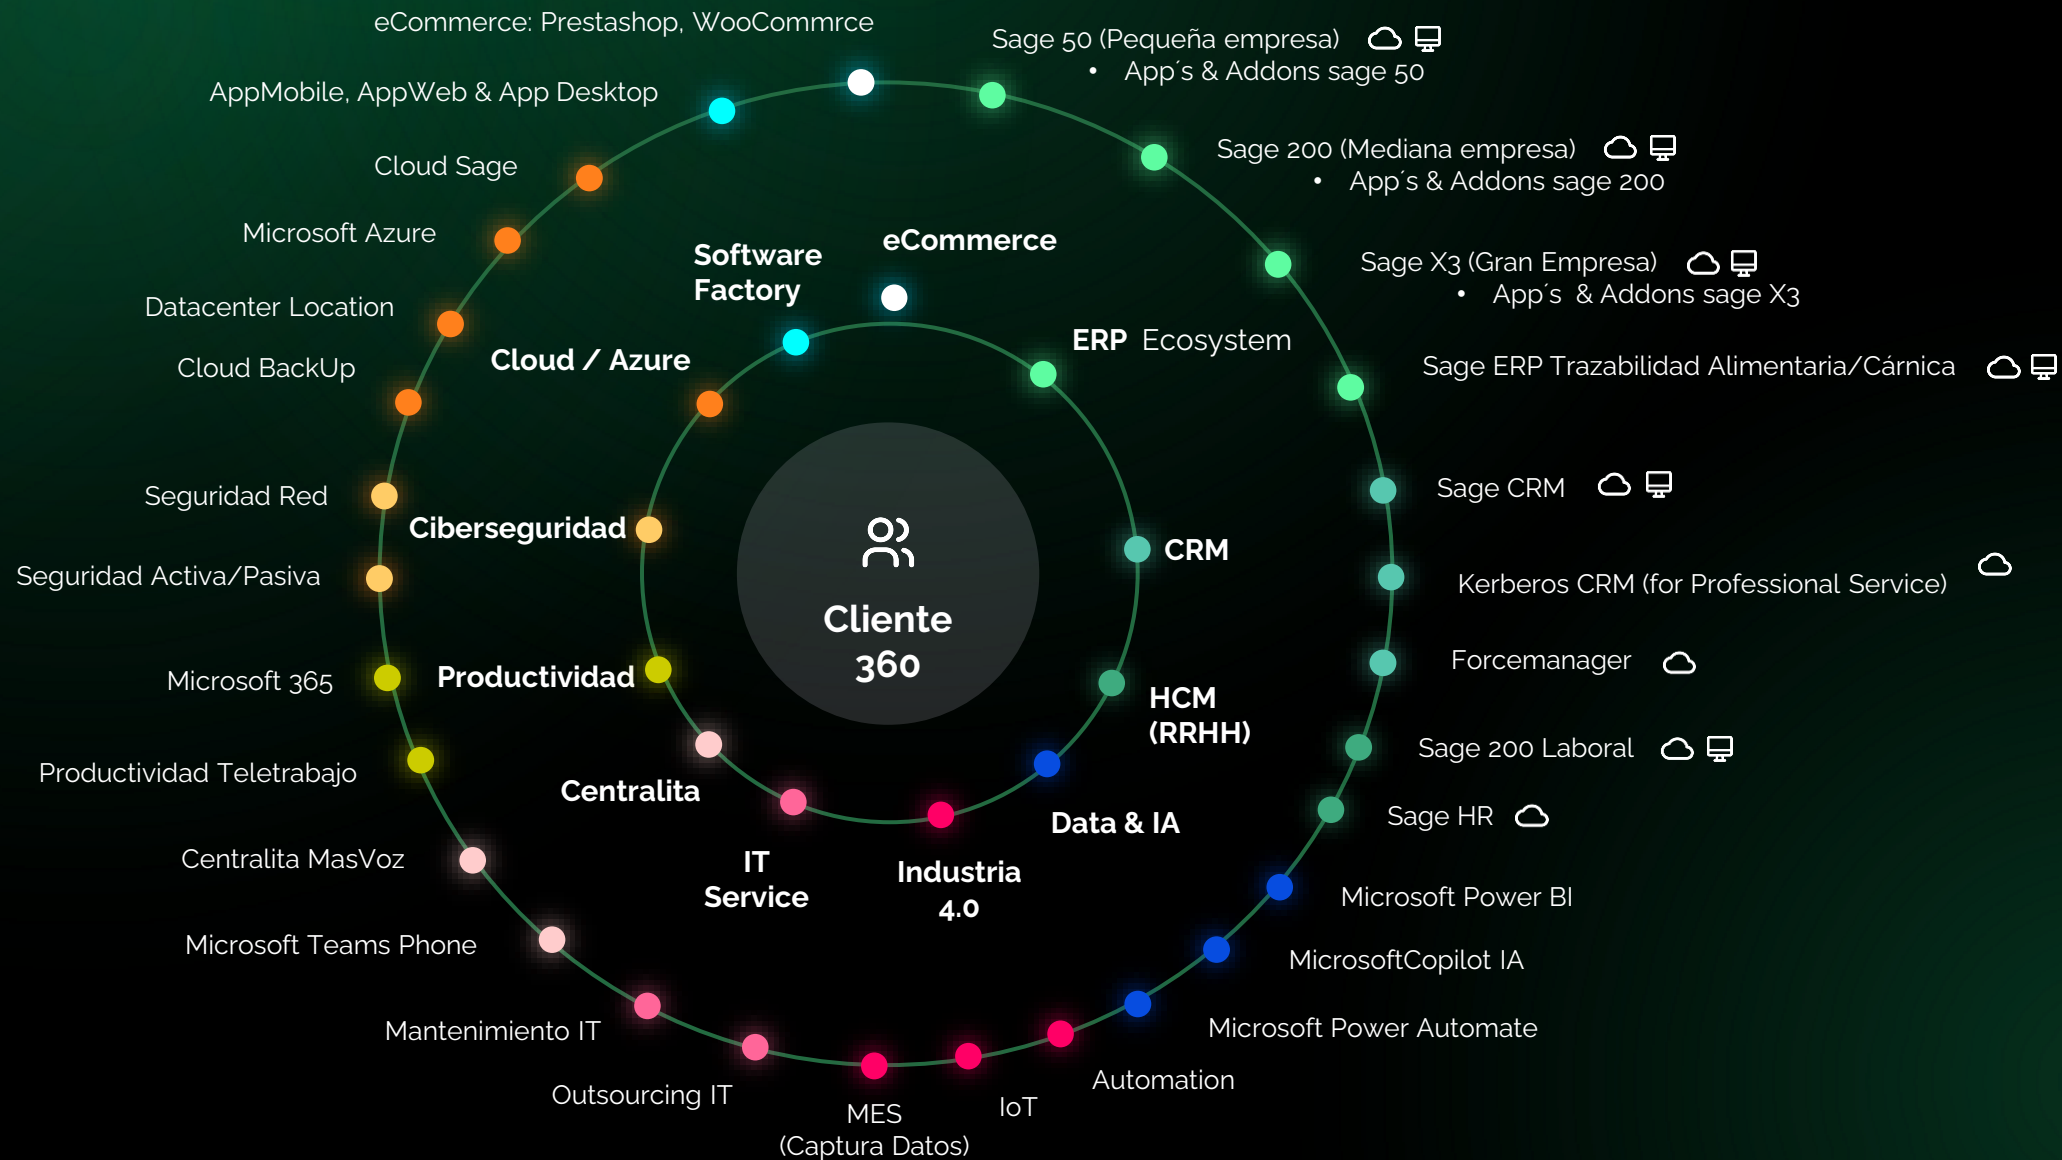 eCommerce: Prestashop, WooCommrce
Sage 50 (Pequeña empresa)
• App´s & Addons sage 50
AppMobile, AppWeb & App Desktop
Sage 200 (Mediana empresa)
• App´s & Addons sage 200
Cloud Sage
Microsoft Azure
Software
Factory
eCommerce
Sage X3 (Gran Empresa)
• App´s & Addons sage X3
Datacenter Location
Cloud / Azure
ERP Ecosystem
Cloud BackUp
Sage ERP Trazabilidad Alimentaria/Cárnica
Seguridad Red
Ciberseguridad
Sage CRM
CRM
Seguridad Activa/Pasiva
Kerberos CRM (for Professional Service)
Cliente
360
Microsoft 365
Productividad
HCM
(RRHH)
Forcemanager
Productividad Teletrabajo
Centralita
Sage 200 Laboral
Data & IA
Sage HR
Centralita MasVoz
IT
Service
Industria
4.0
Microsoft Power BI
Microsoft Teams Phone
MicrosoftCopilot IA
Mantenimiento IT
Microsoft Power Automate
Outsourcing IT
Automation
MES
(Captura Datos)
IoT